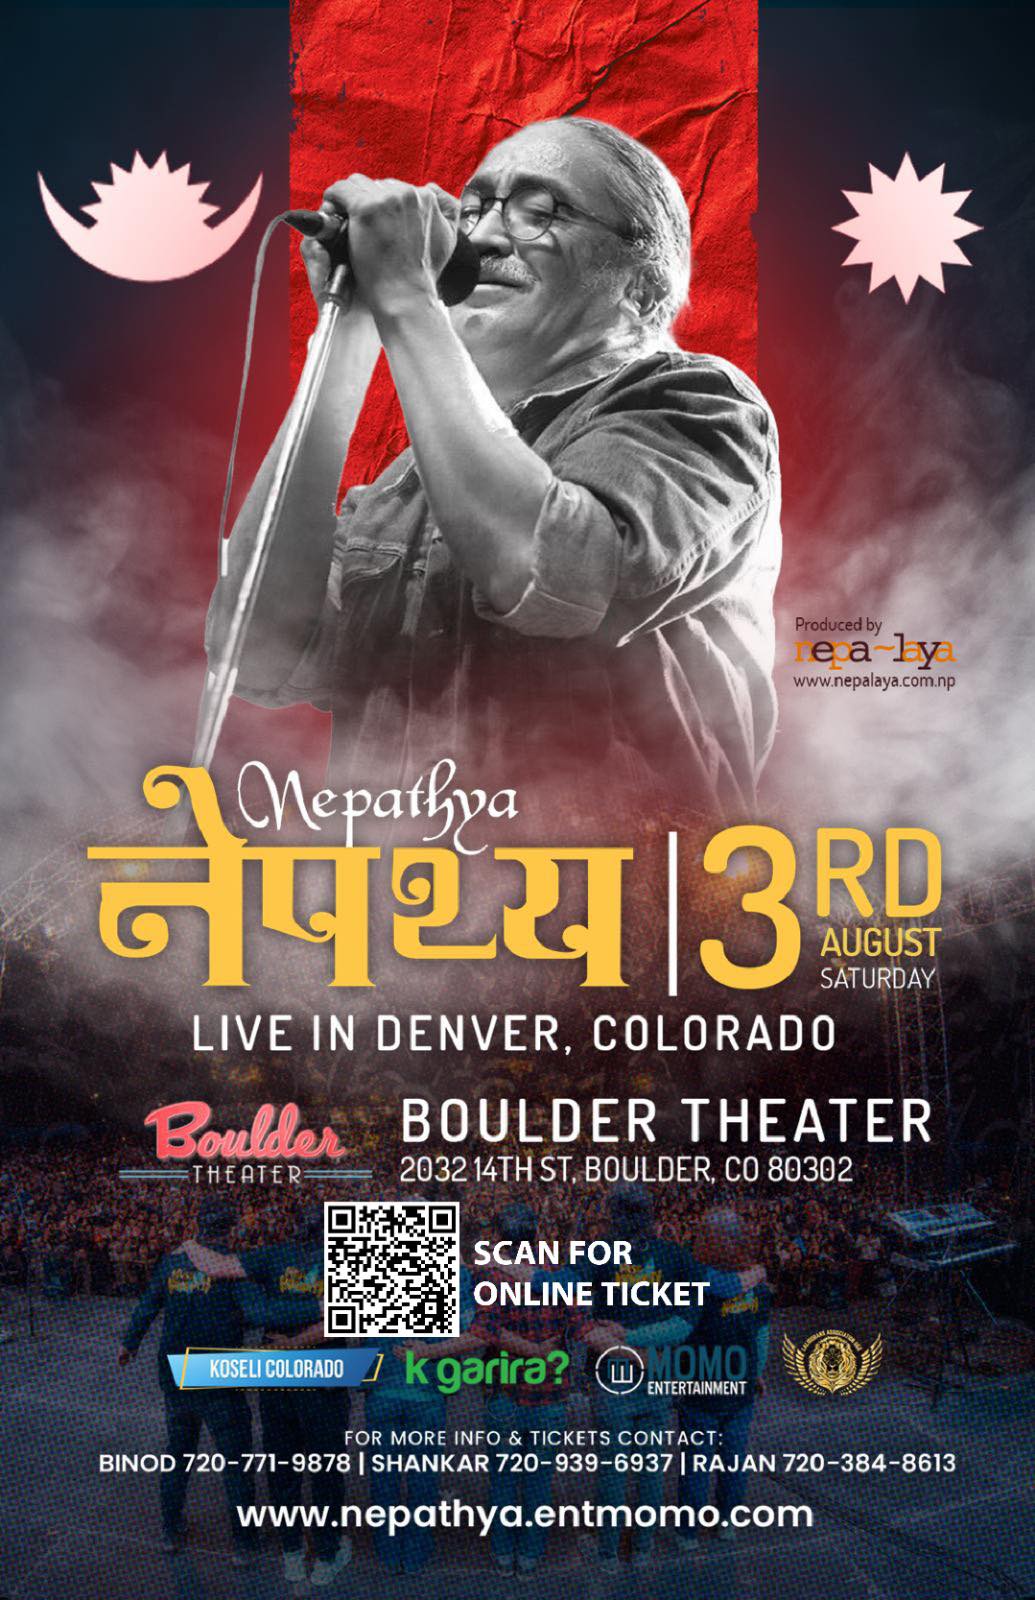 Produced by
nepa~laya
www.nepalaya.com.np
Nepathya
नेपथ्य
3RD
AUGUST
SATURDAY
LIVE IN DENVER, COLORADO
Boulder
THEATER
BOULDER THEATER
2032 14TH ST, BOULDER, CO 80302
SCAN FOR
ONLINE TICKET
KOSELI COLORADO
k garira?
MOMO
ENTERTAINMENT
FOR MORE INFO & TICKETS CONTACT:
BINOD 720-771-9878 | SHANKAR 720-939-6937 | RAJAN 720-384-8613
www.nepathya.entmomo.com